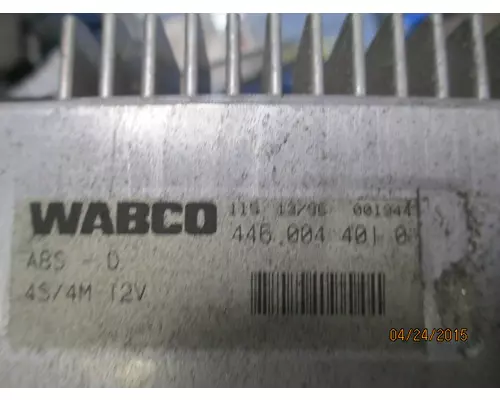 WABCO
115 13/96 001944
446 004 401 0
ABS - D
4S/4M 12V
04/24/2015